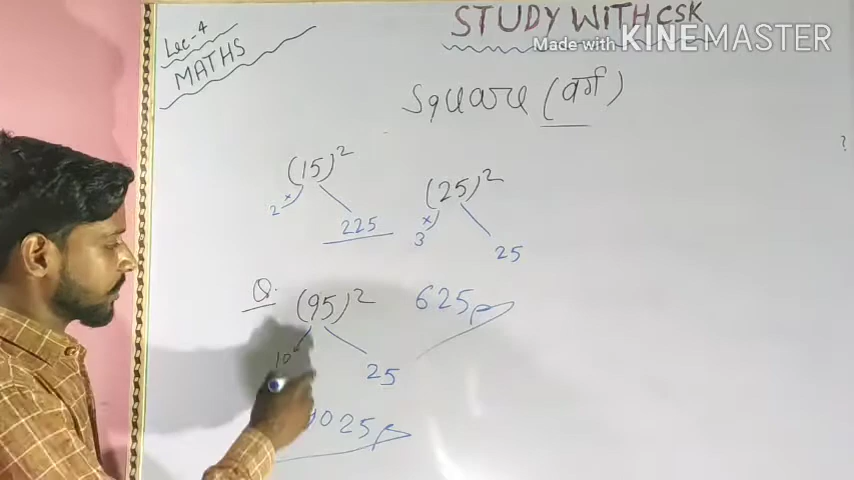 Lec-4
MATHS
STUDY WITH CSK
Made with KINEMASTER
Square (वर्ग)
(15)²
2 ×
225
(25)²
×
3
25
625
Q.
(95)²
10
25
025
?